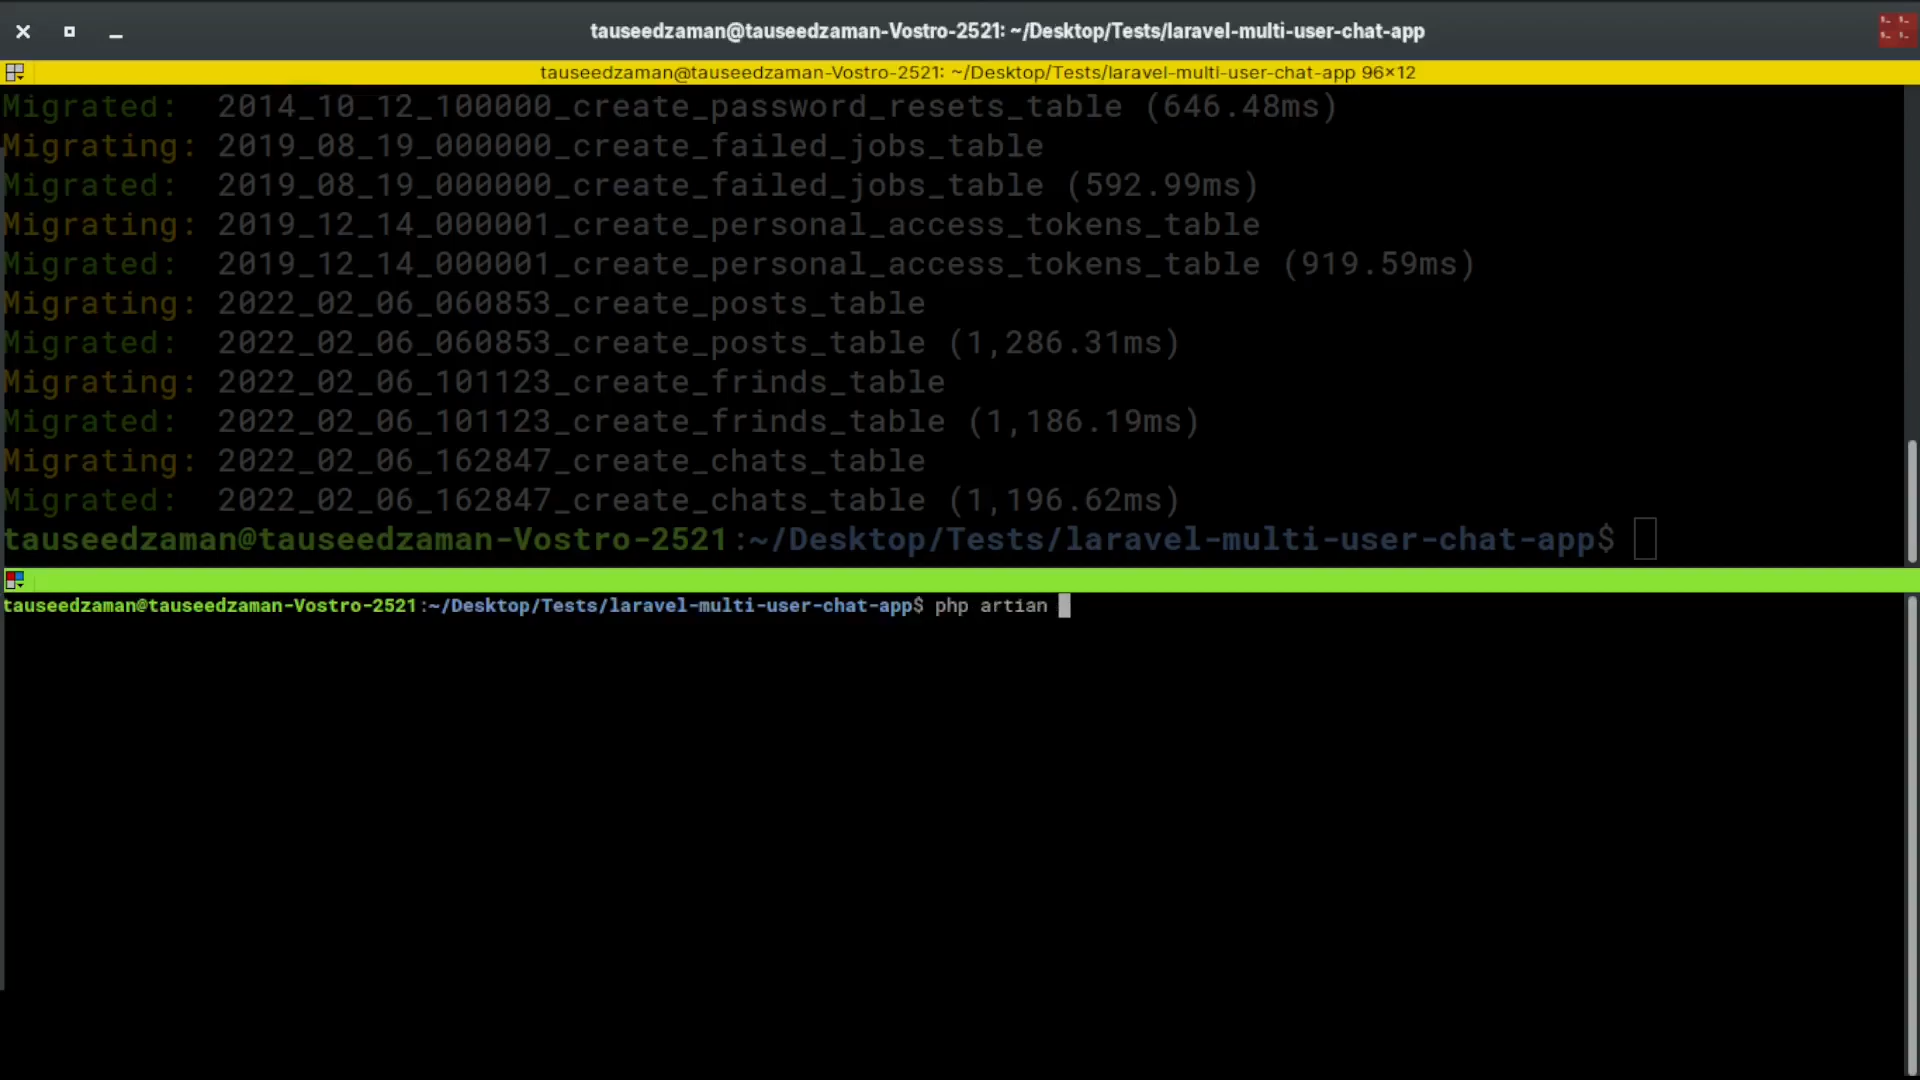 tauseedzaman@tauseedzaman-Vostro-2521: ~/Desktop/Tests/laravel-multi-user-chat-app
tauseedzaman@tauseedzaman-Vostro-2521: ~/Desktop/Tests/laravel-multi-user-chat-app 96×12
Migrated:  2014_10_12_100000_create_password_resets_table (646.48ms)
Migrating: 2019_08_19_000000_create_failed_jobs_table
Migrated:  2019_08_19_000000_create_failed_jobs_table (592.99ms)
Migrating: 2019_12_14_000001_create_personal_access_tokens_table
Migrated:  2019_12_14_000001_create_personal_access_tokens_table (919.59ms)
Migrating: 2022_02_06_060853_create_posts_table
Migrated:  2022_02_06_060853_create_posts_table (1,286.31ms)
Migrating: 2022_02_06_101123_create_frinds_table
Migrated:  2022_02_06_101123_create_frinds_table (1,186.19ms)
Migrating: 2022_02_06_162847_create_chats_table
Migrated:  2022_02_06_162847_create_chats_table (1,196.62ms)
tauseedzaman@tauseedzaman-Vostro-2521:~/Desktop/Tests/laravel-multi-user-chat-app$
tauseedzaman@tauseedzaman-Vostro-2521:~/Desktop/Tests/laravel-multi-user-chat-app$ php artian